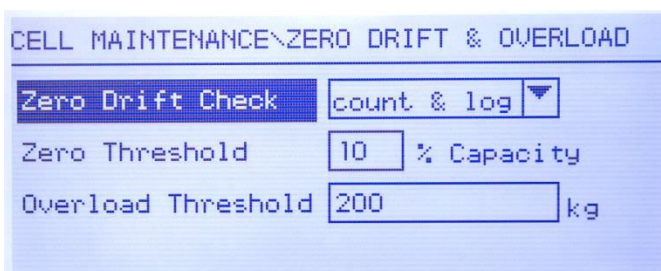 CELL MAINTENANCE\ZERO DRIFT & OVERLOAD
Zero Drift Check count & log
Zero Threshold 10 % Capacity
Overload Threshold 200 kg